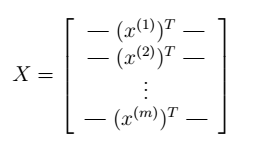 — (x^{(1)})^T —
— (x^{(2)})^T —
X = ⋮
— (x^{(m)})^T —